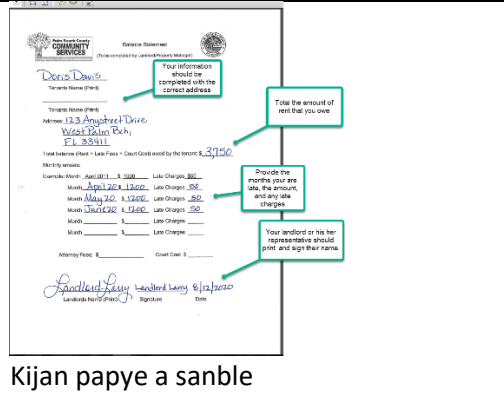 Palm Beach County
COMMUNITY
SERVICES
Balance Statement
(To be completed by Landlord/Property Manager)
Doris Davis
Tenants Name (Print)
Tenants Name (Print)
Address: 123 Anystreet Drive
West Palm Bch,
FL 33411
Total balance (Rent + Late Fees + Court Cost) owed by the tenant: $ 3,750
Monthly arrears:
Example: Month April 2011 $ 1000 Late Charges $50
Month April 20 $ 1200 Late Charges 50
Month May 20 $ 1200 Late Charges 50
Month June 20 $ 1200 Late Charges 50
Month $ Late Charges
Month $ Late Charges
Attorney Fees: $ Court Cost: $
Landlord Larry Landlord Larry 8/12/2020
Landlords Name (Print) Signature Date
Your information
should be
completed with the
correct address
Total the amount of
rent that you owe
Provide the
months your are
late, the amount,
and any late
charges
Your landlord or his her
representative should
print and sign their name.
Kijan papye a sanble